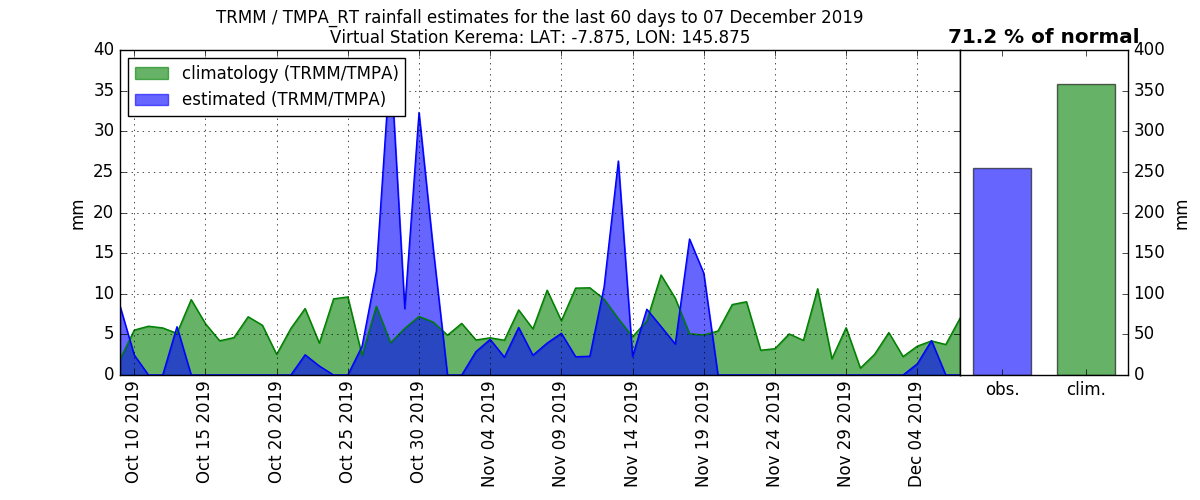 TRMM / TMPA_RT rainfall estimates for the last 60 days to 07 December 2019
Virtual Station Kerema: LAT: -7.875, LON: 145.875
71.2 % of normal
climatology (TRMM/TMPA)
estimated (TRMM/TMPA)
40
35
30
25
20
15
10
5
0
mm
400
350
300
250
200
150
100
50
0
mm
obs.
clim.
Oct 10 2019
Oct 15 2019
Oct 20 2019
Oct 25 2019
Oct 30 2019
Nov 04 2019
Nov 09 2019
Nov 14 2019
Nov 19 2019
Nov 24 2019
Nov 29 2019
Dec 04 2019